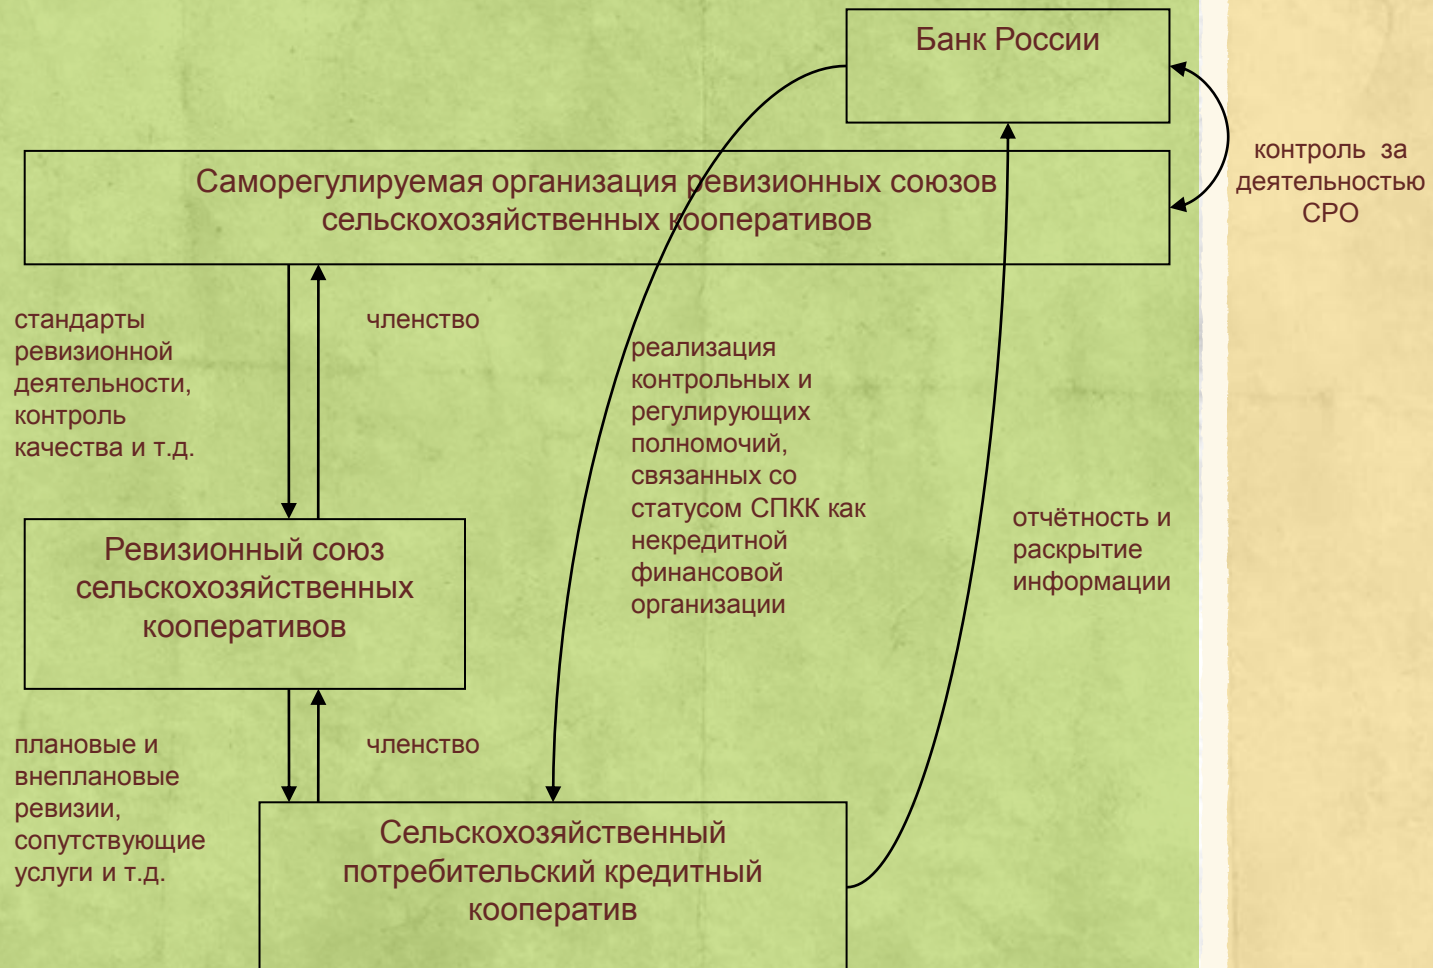 Банк России
контроль за
деятельностью
СРО
Саморегулируемая организация ревизионных союзов
сельскохозяйственных кооперативов
стандарты
ревизионной
деятельности,
контроль
качества и т.д.
членство
реализация
контрольных и
регулирующих
полномочий,
связанных со
статусом СПКК как
некредитной
финансовой
организации
отчётность и
раскрытие
информации
Ревизионный союз
сельскохозяйственных
кооперативов
плановые и
внеплановые
ревизии,
сопутствующие
услуги и т.д.
членство
Сельскохозяйственный
потребительский кредитный
кооператив